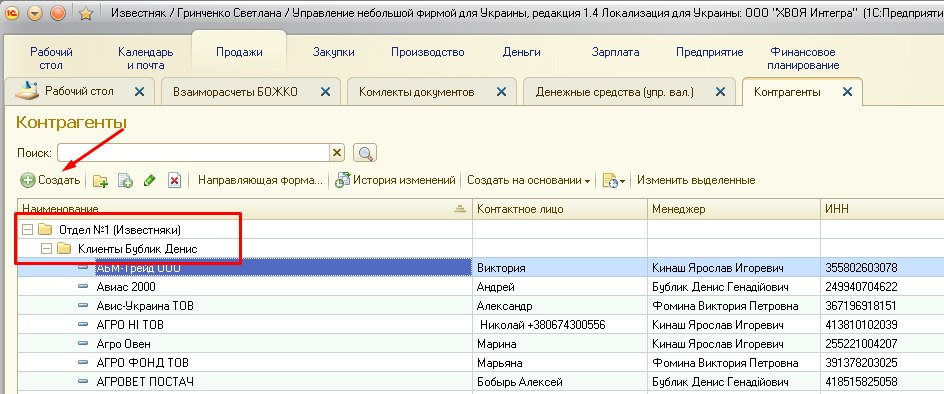 Известняк / Гринченко Светлана / Управление небольшой фирмой для Украины, редакция 1.4 Локализация для Украины: ООО "ХВОЯ Интегра" (1С:Предприяти
Рабочий стол
Календарь и почта
Продажи
Закупки
Производство
Деньги
Зарплата
Предприятие
Финансовое планирование
Рабочий стол
Взаиморасчеты БОЖКО
Комлекты документов
Денежные средства (упр. вал.)
Контрагенты
Контрагенты
Поиск:
Создать
Направляющая форма...
История изменений
Создать на основании
Изменить выделенные
Наименование Контактное лицо Менеджер ИНН
Отдел №1 (Известняки)
Клиенты Бублик Денис
АБМ-Трейд ООО Виктория Кинаш Ярослав Игоревич 355802603078
Авиас 2000 Андрей Бублик Денис Генадійович 249940704622
Авис-Украина ТОВ Александр Фомина Виктория Петровна 367196918151
АГРО НІ ТОВ Николай +380674300556 Кинаш Ярослав Игоревич 413810102039
Агро Овен Марина Кинаш Ярослав Игоревич 255221004207
АГРО ФОНД ТОВ Марьяна Фомина Виктория Петровна 391378203025
АГРОВЕТ ПОСТАЧ Бобырь Алексей Бублик Денис Генадійович 418515825058